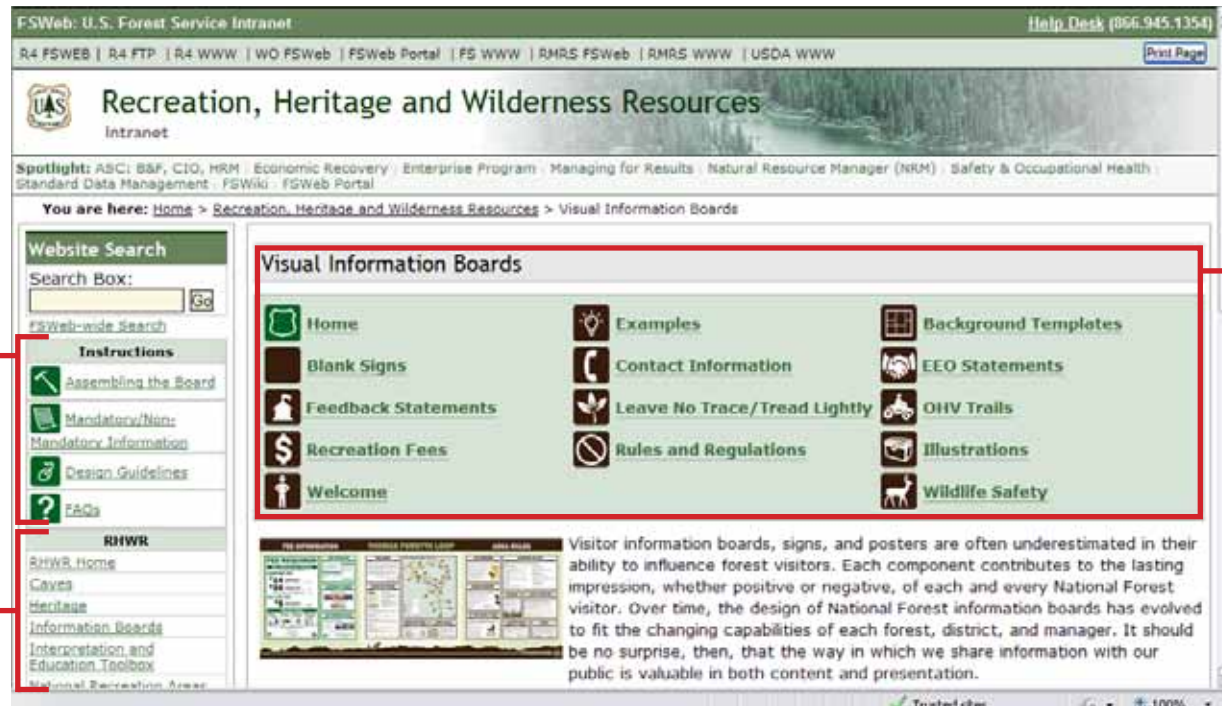 FSWeb: U.S. Forest Service Intranet
Help Desk (866.945.1354)
R4 FSWEB | R4 FTP | R4 WWW | WO FSWeb | FSWeb Portal | FS WWW | RMRS FSWeb | RMRS WWW | USDA WWW
Print Page
Recreation, Heritage and Wilderness Resources
Intranet
Spotlight: ASC: B&F, CIO, HRM Economic Recovery Enterprise Program Managing for Results Natural Resource Manager (NRM) Safety & Occupational Health
Standard Data Management FSWiki FSWeb Portal
You are here: Home > Recreation, Heritage and Wilderness Resources > Visual Information Boards
Website Search
Search Box:
Go
FSWeb-wide Search
Instructions
Assembling the Board
Mandatory/Non-
Mandatory Information
Design Guidelines
FAQs
RHWR
RHWR Home
Caves
Heritage
Information Boards
Interpretation and
Education Toolbox
National Recreation Areas
Visual Information Boards
Home
Examples
Background Templates
Blank Signs
Contact Information
EEO Statements
Feedback Statements
Leave No Trace/Tread Lightly
OHV Trails
Recreation Fees
Rules and Regulations
Illustrations
Welcome
Wildlife Safety
Visitor information boards, signs, and posters are often underestimated in their
ability to influence forest visitors. Each component contributes to the lasting
impression, whether positive or negative, of each and every National Forest
visitor. Over time, the design of National Forest information boards has evolved
to fit the changing capabilities of each forest, district, and manager. It should
be no surprise, then, that the way in which we share information with our
public is valuable in both content and presentation.
Trusted sites
100%